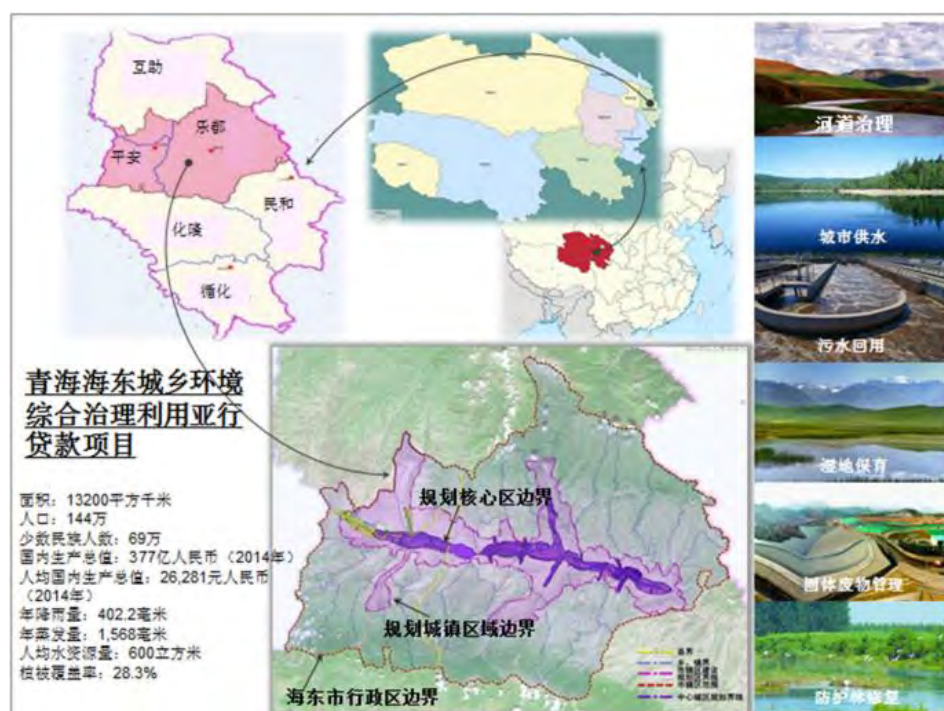 互助
乐都
平安
民和
化隆
循化
河道治理
城市供水
污水回用
湿地保育
固体废物管理
防护林修复
青海海东城乡环境
综合治理利用亚行
贷款项目
面积：13200平方千米
人口：144万
少数民族人数：69万
国内生产总值：377亿人民币（2014年）
人均国内生产总值：26,281元人民币
（2014年）
年降雨量：402.2毫米
年蒸发量：1,568毫米
人均水资源量：600立方米
植被覆盖率：28.3%
规划核心区边界
规划城镇区域边界
海东市行政区边界
县界
乡、镇界